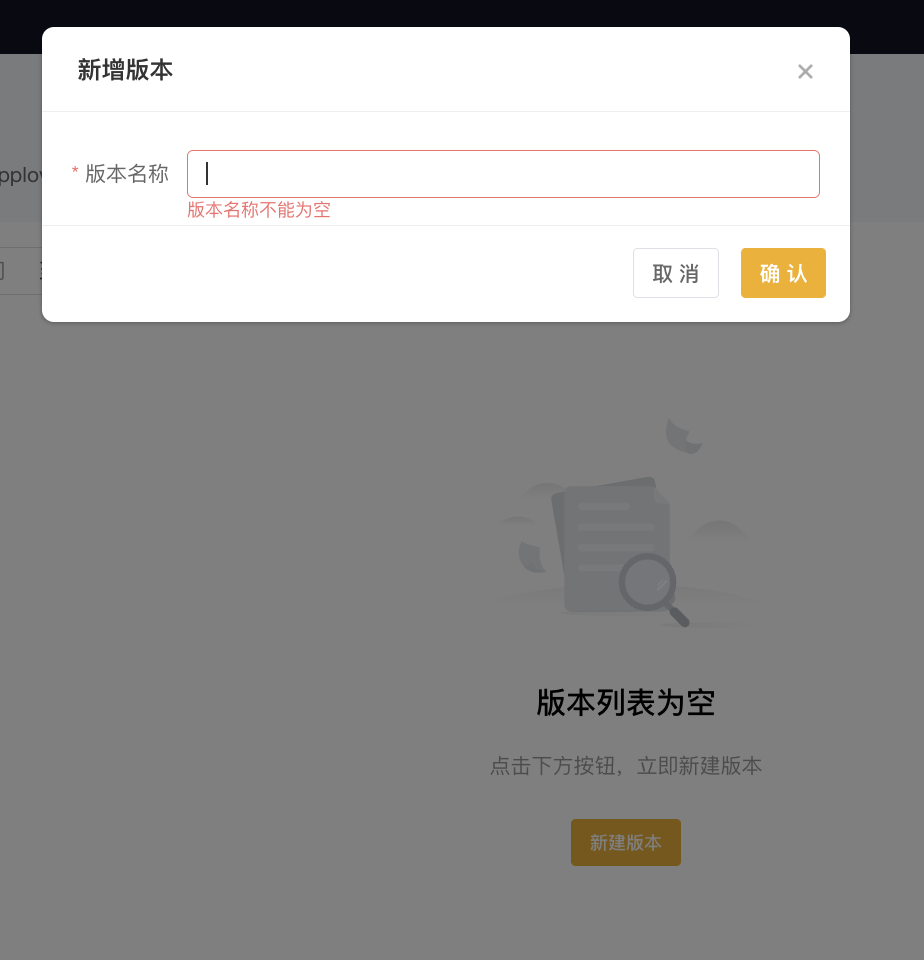 新增版本
* 版本名称
版本名称不能为空
取 消
确 认
版本列表为空
点击下方按钮，立即新建版本
新建版本